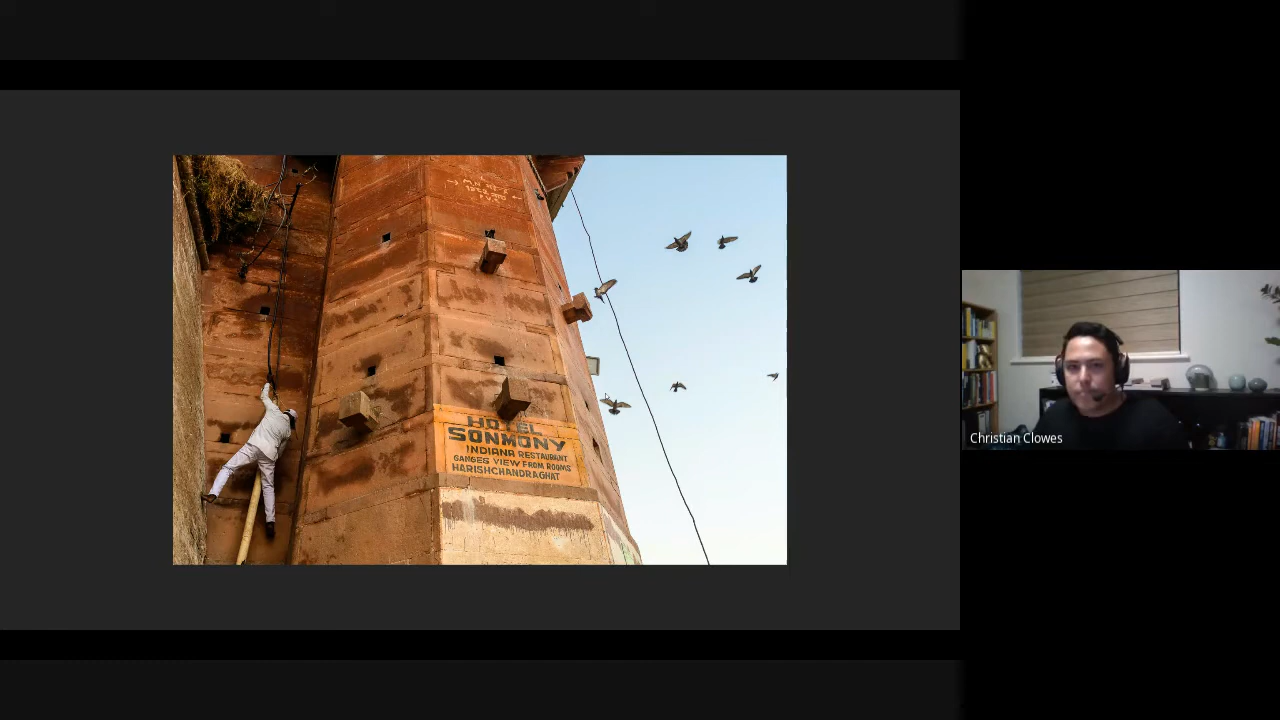 HOTEL
SONMONY
INDIANA RESTAURANT
GANGES VIEW FROM ROOMS
HARISHCHANDRAGHAT
Christian Clowes